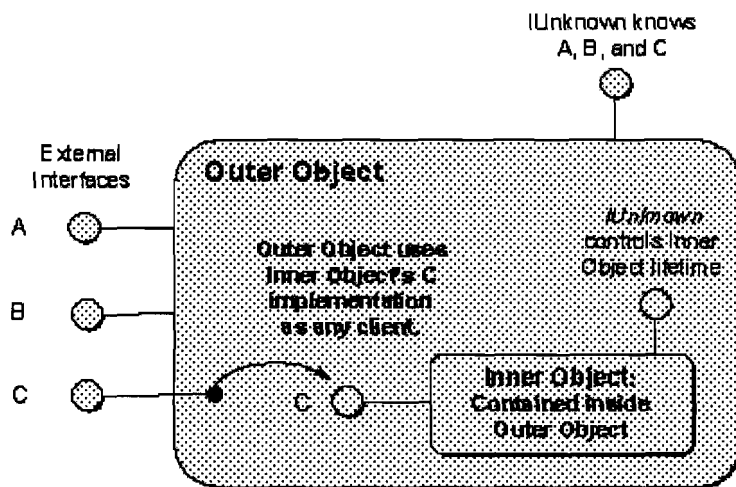 IUnknown knows
A, B, and C
External
Interfaces
Outer Object
A
IUnknown
controls Inner
Object lifetime
Outer Object uses
Inner Object's C
implementation
as any client.
B
C
C
Inner Object:
Contained Inside
Outer Object